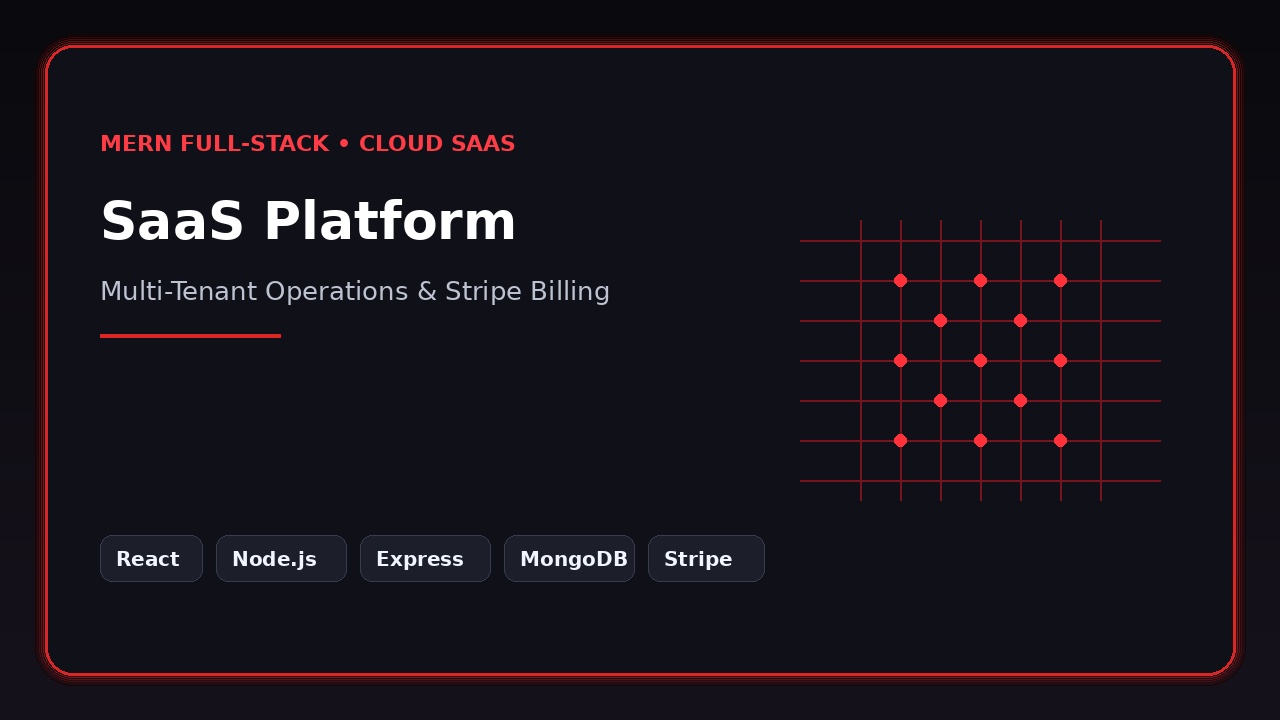 MERN FULL-STACK • CLOUD SAAS
SaaS Platform
Multi-Tenant Operations & Stripe Billing
React Node.js Express MongoDB Stripe